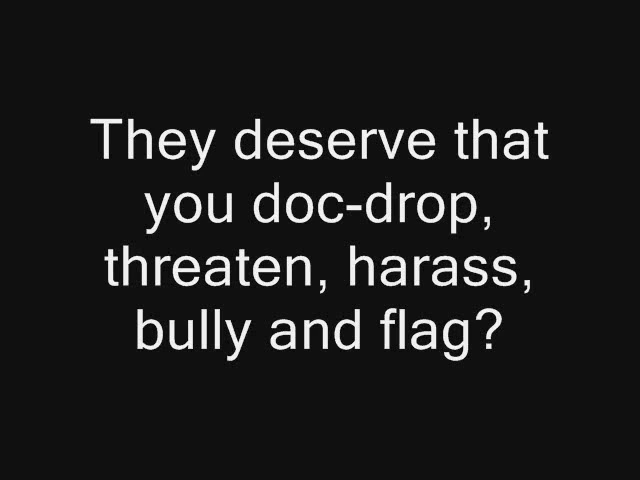 They deserve that
you doc-drop,
threaten, harass,
bully and flag?